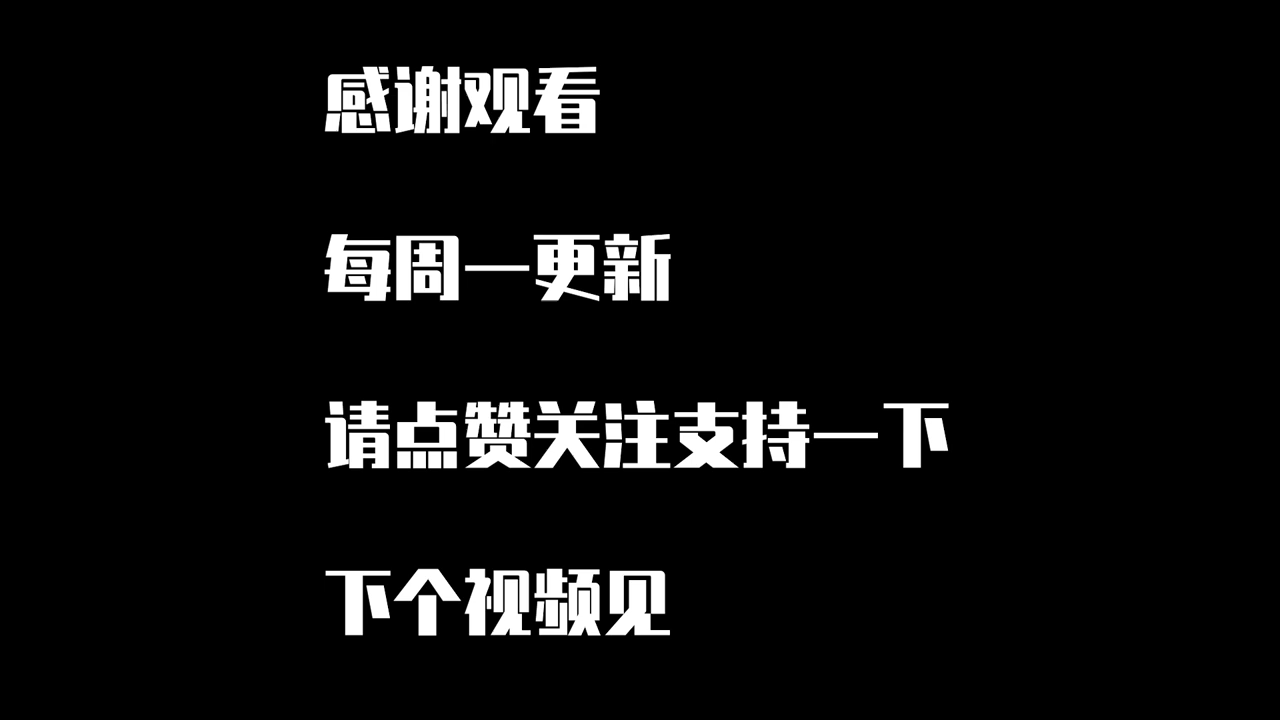 感谢观看
每周一更新
请点赞关注支持一下
下个视频见